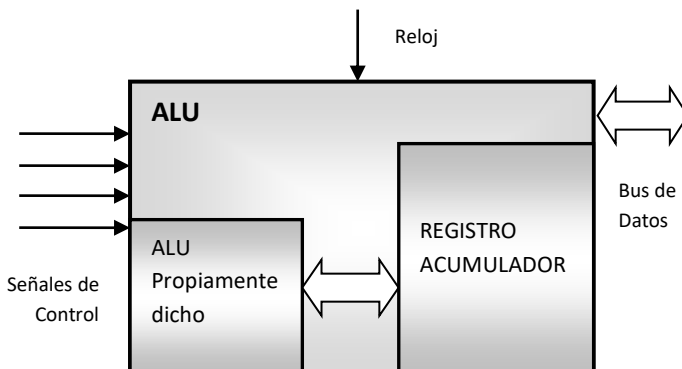 Reloj
ALU
Bus de
Datos
ALU
Propiamente
dicho
REGISTRO
ACUMULADOR
Señales de
Control